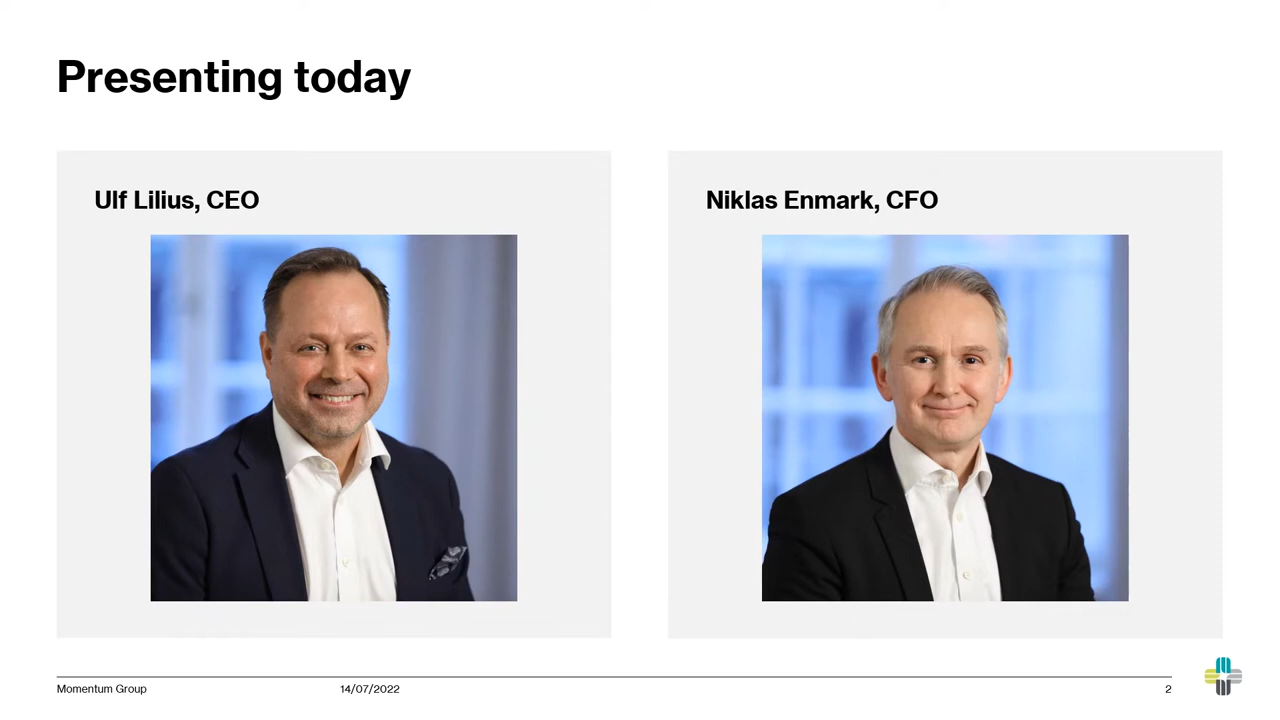 Presenting today
Ulf Lilius, CEO
Niklas Enmark, CFO
Momentum Group
14/07/2022
2